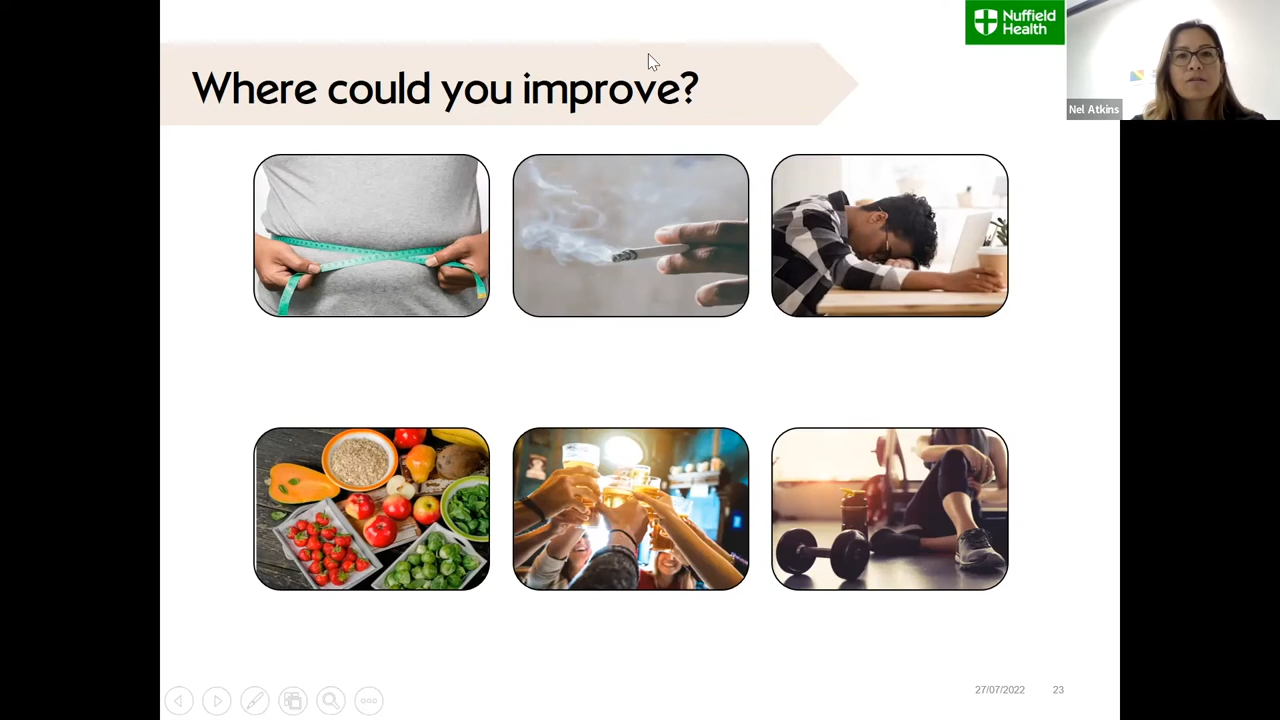 Nuffield
Health
Where could you improve?
Nel Atkins
27/07/2022 23